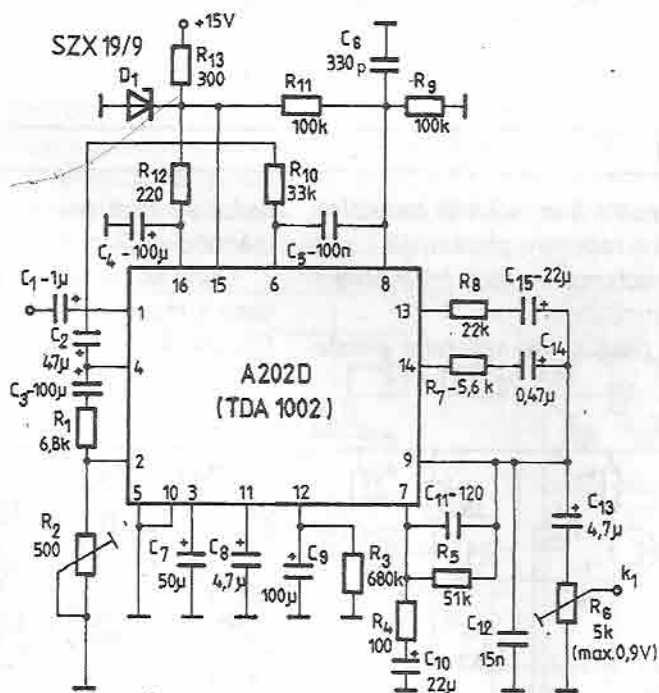 +15V
SZX 19/9
D1
R13
300
C6
330 p
R11
100k
R9
100k
R12
220
R10
33k
C4-100µ
C5-100n
C1-1µ
16
15
6
8
1
13
R8
22k
C15-22µ
C2
47µ
4
A202D
(TDA 1002)
14
R7-5,6 k
C14
0,47µ
C3-100µ
R1
6,8k
2
9
5
10
3
11
12
7
C11-120
C13
4,7µ
R2
500
C7
50µ
C8
4,7µ
C9
100µ
R3
680k
R5
51k
R4
100
C12
15n
R6
5k
(max.0,9V)
k1
C10
22µ